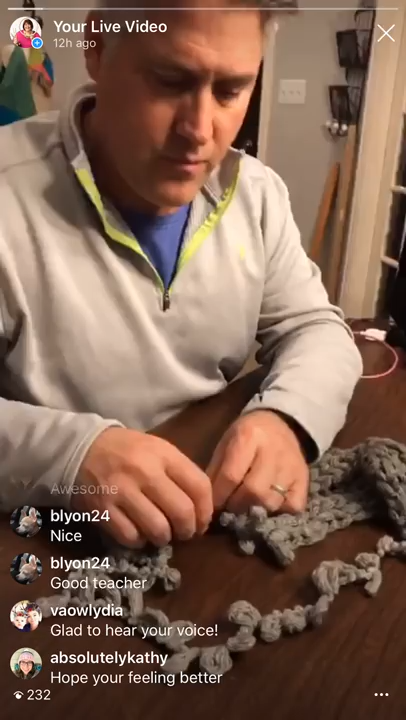 Your Live Video
12h ago
Awesome
blyon24
Nice
blyon24
Good teacher
vaowlydia
Glad to hear your voice!
absolutelykathy
Hope your feeling better
232